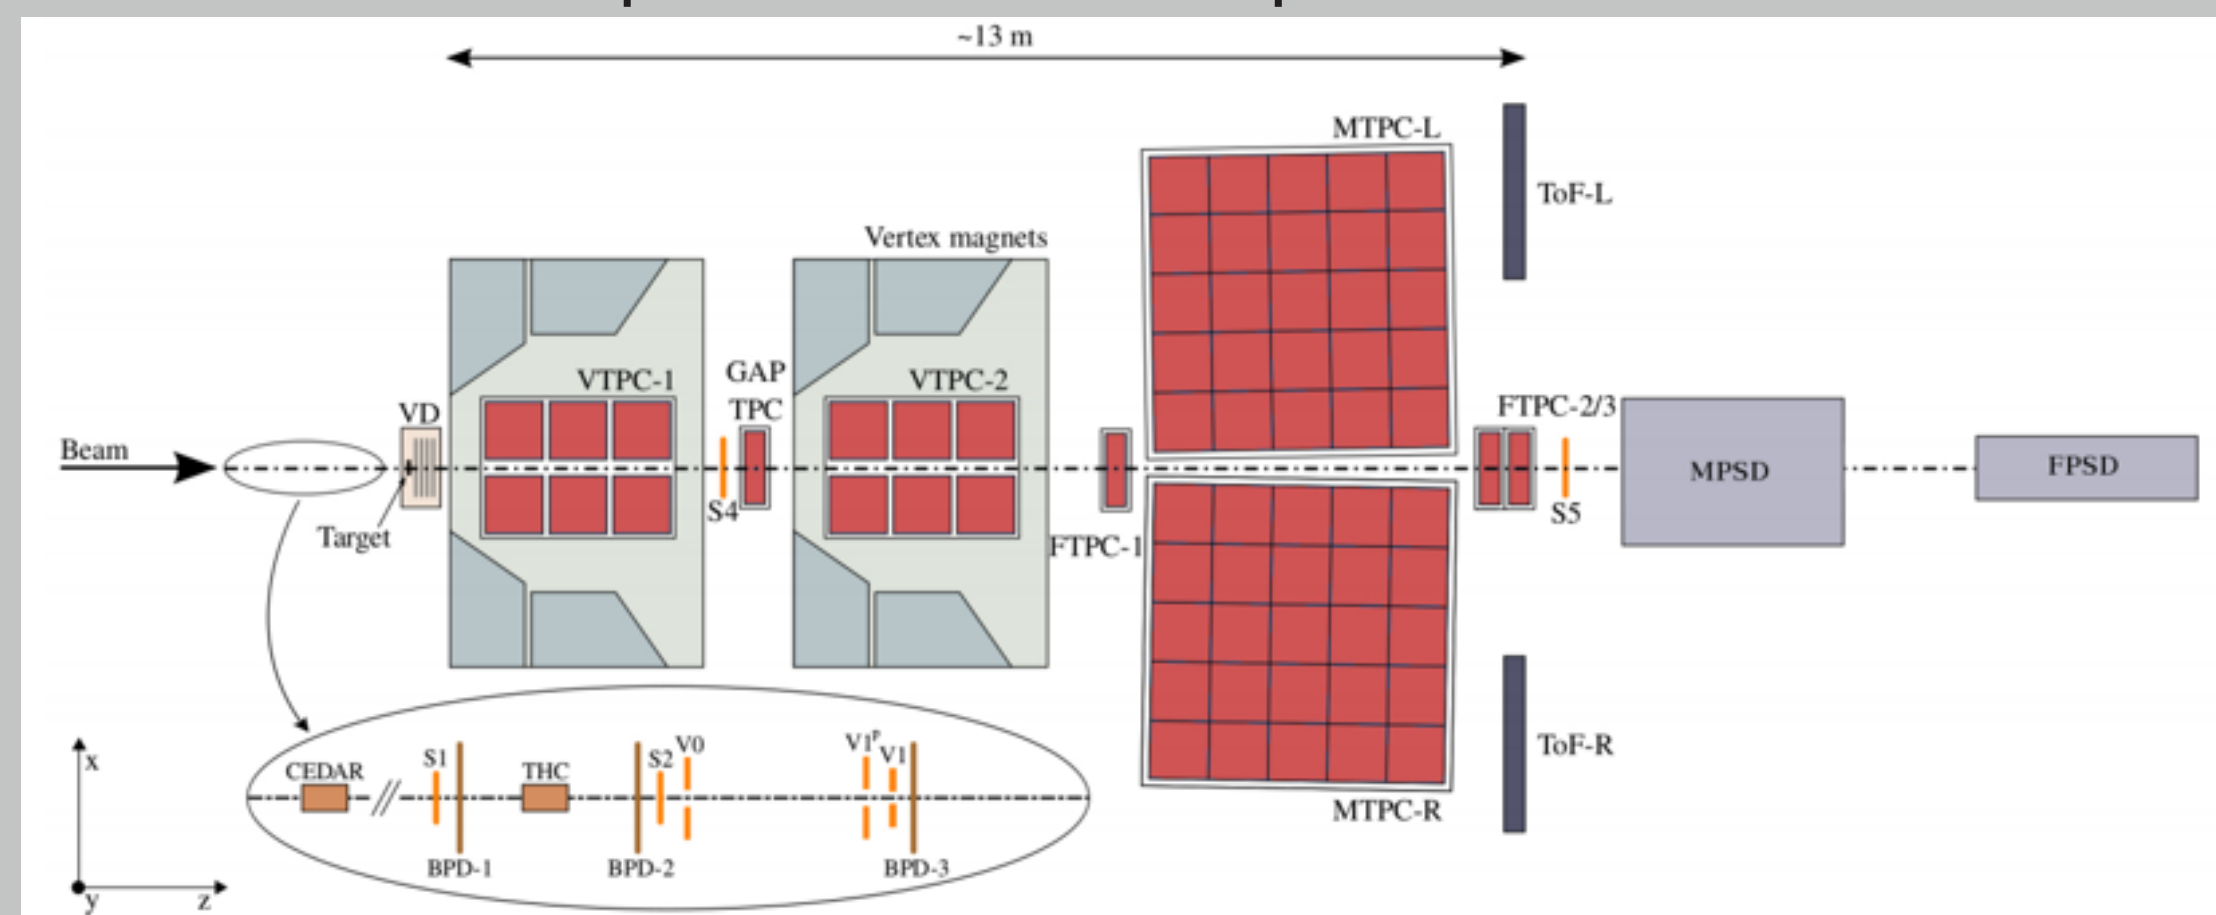 ~13 m
MTPC-L
ToF-L
Vertex magnets
VTPC-1
GAP
TPC
VTPC-2
VD
FTPC-2/3
Beam
MPSD
FPSD
S4
S5
Target
FTPC-1
ToF-R
MTPC-R
CEDAR
S1
THC
S2
V0
V1ᴾ
V1
BPD-1
BPD-2
BPD-3
x
y
z